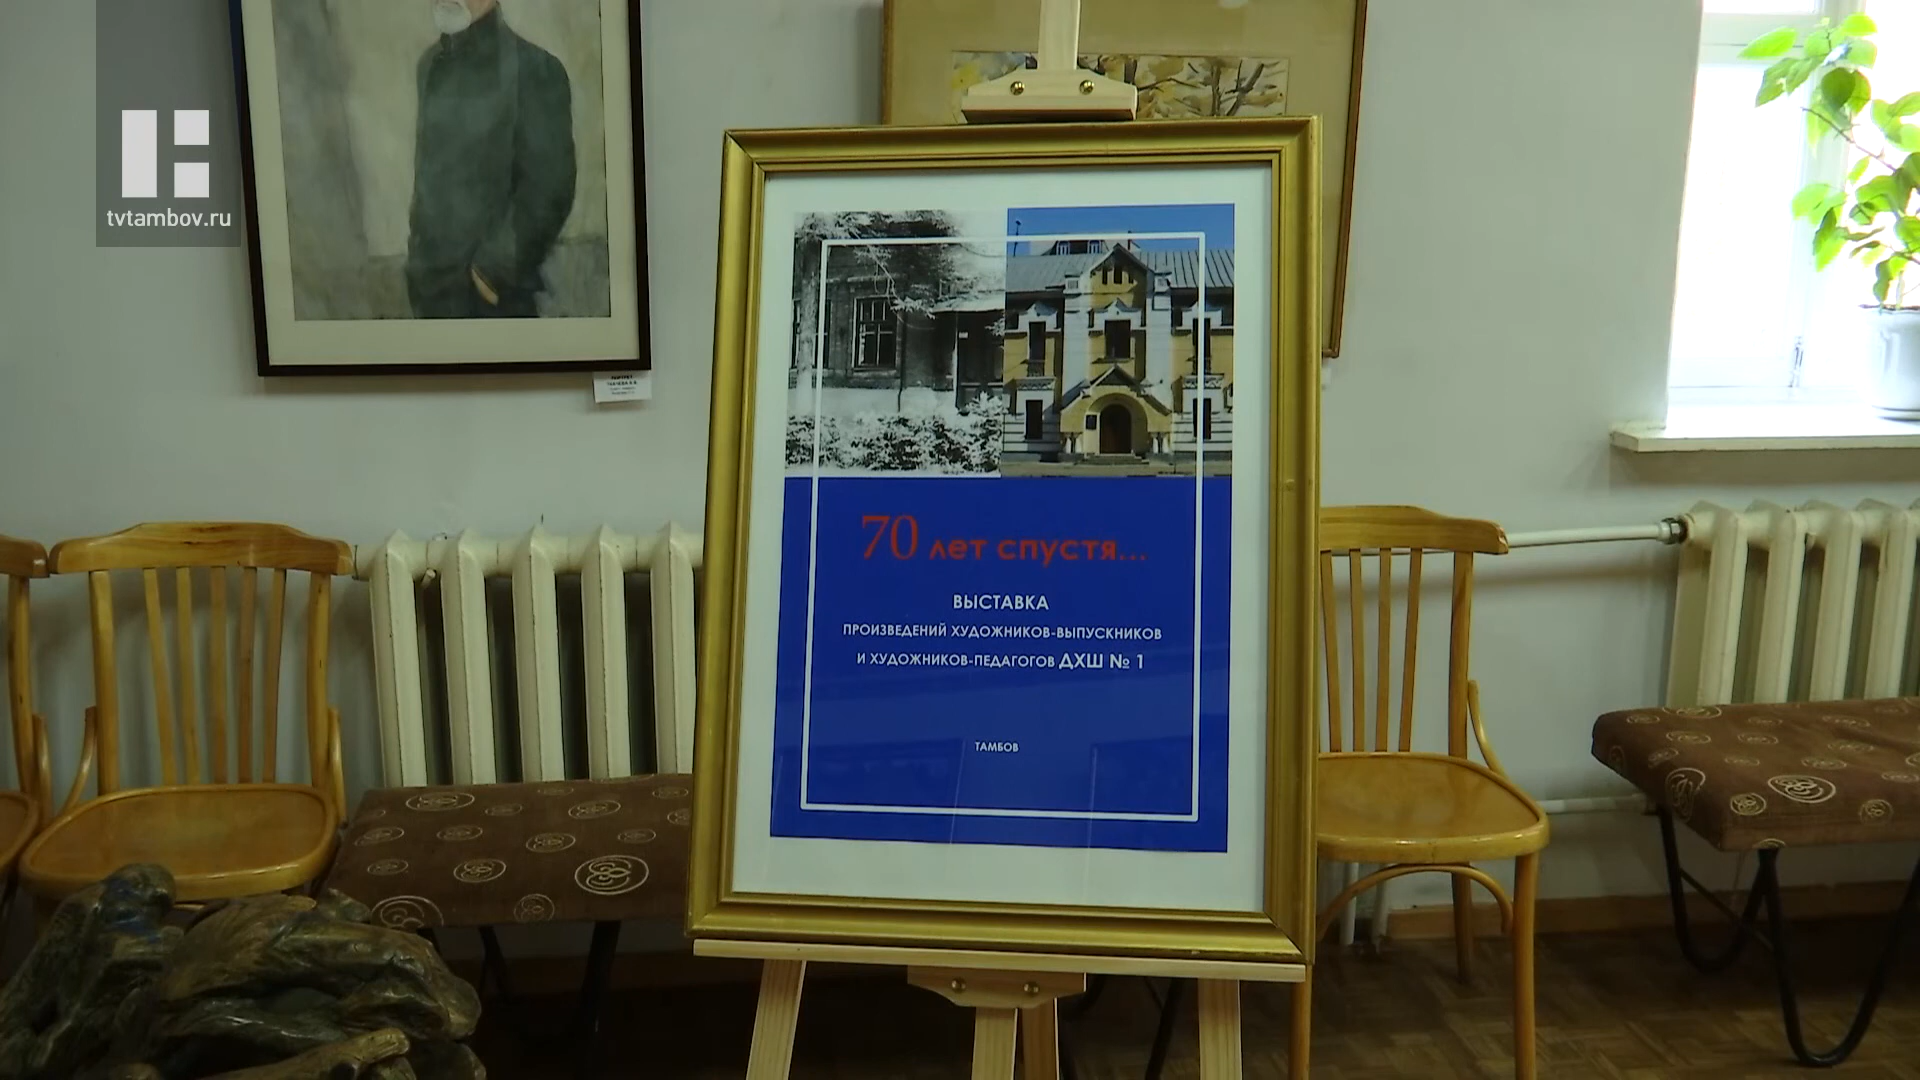 tvtambov.ru
70 лет спустя...
ВЫСТАВКА
ПРОИЗВЕДЕНИЙ ХУДОЖНИКОВ-ВЫПУСКНИКОВ
И ХУДОЖНИКОВ-ПЕДАГОГОВ ДХШ № 1
ТАМБОВ